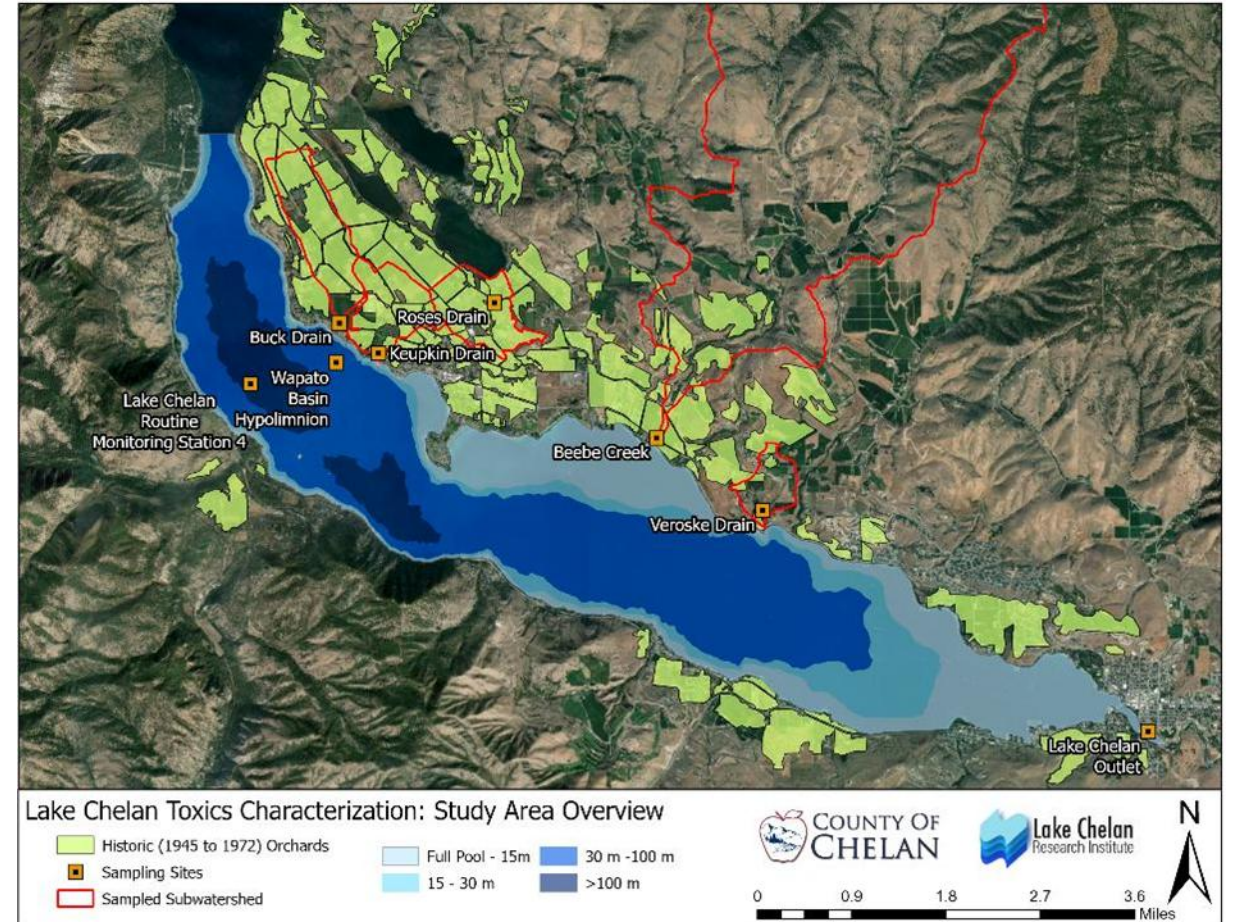 Roses Drain
Buck Drain
Keupkin Drain
Wapato
Basin
Hypolimnion
Lake Chelan
Routine
Monitoring Station 4
Beebe Creek
Veroske Drain
Lake Chelan
Outlet
Lake Chelan Toxics Characterization: Study Area Overview
Historic (1945 to 1972) Orchards
Sampling Sites
Sampled Subwatershed
Full Pool - 15m
15 - 30 m
30 m -100 m
>100 m
COUNTY OF
CHELAN
Lake Chelan
Research Institute
N
0 0.9 1.8 2.7 3.6
Miles